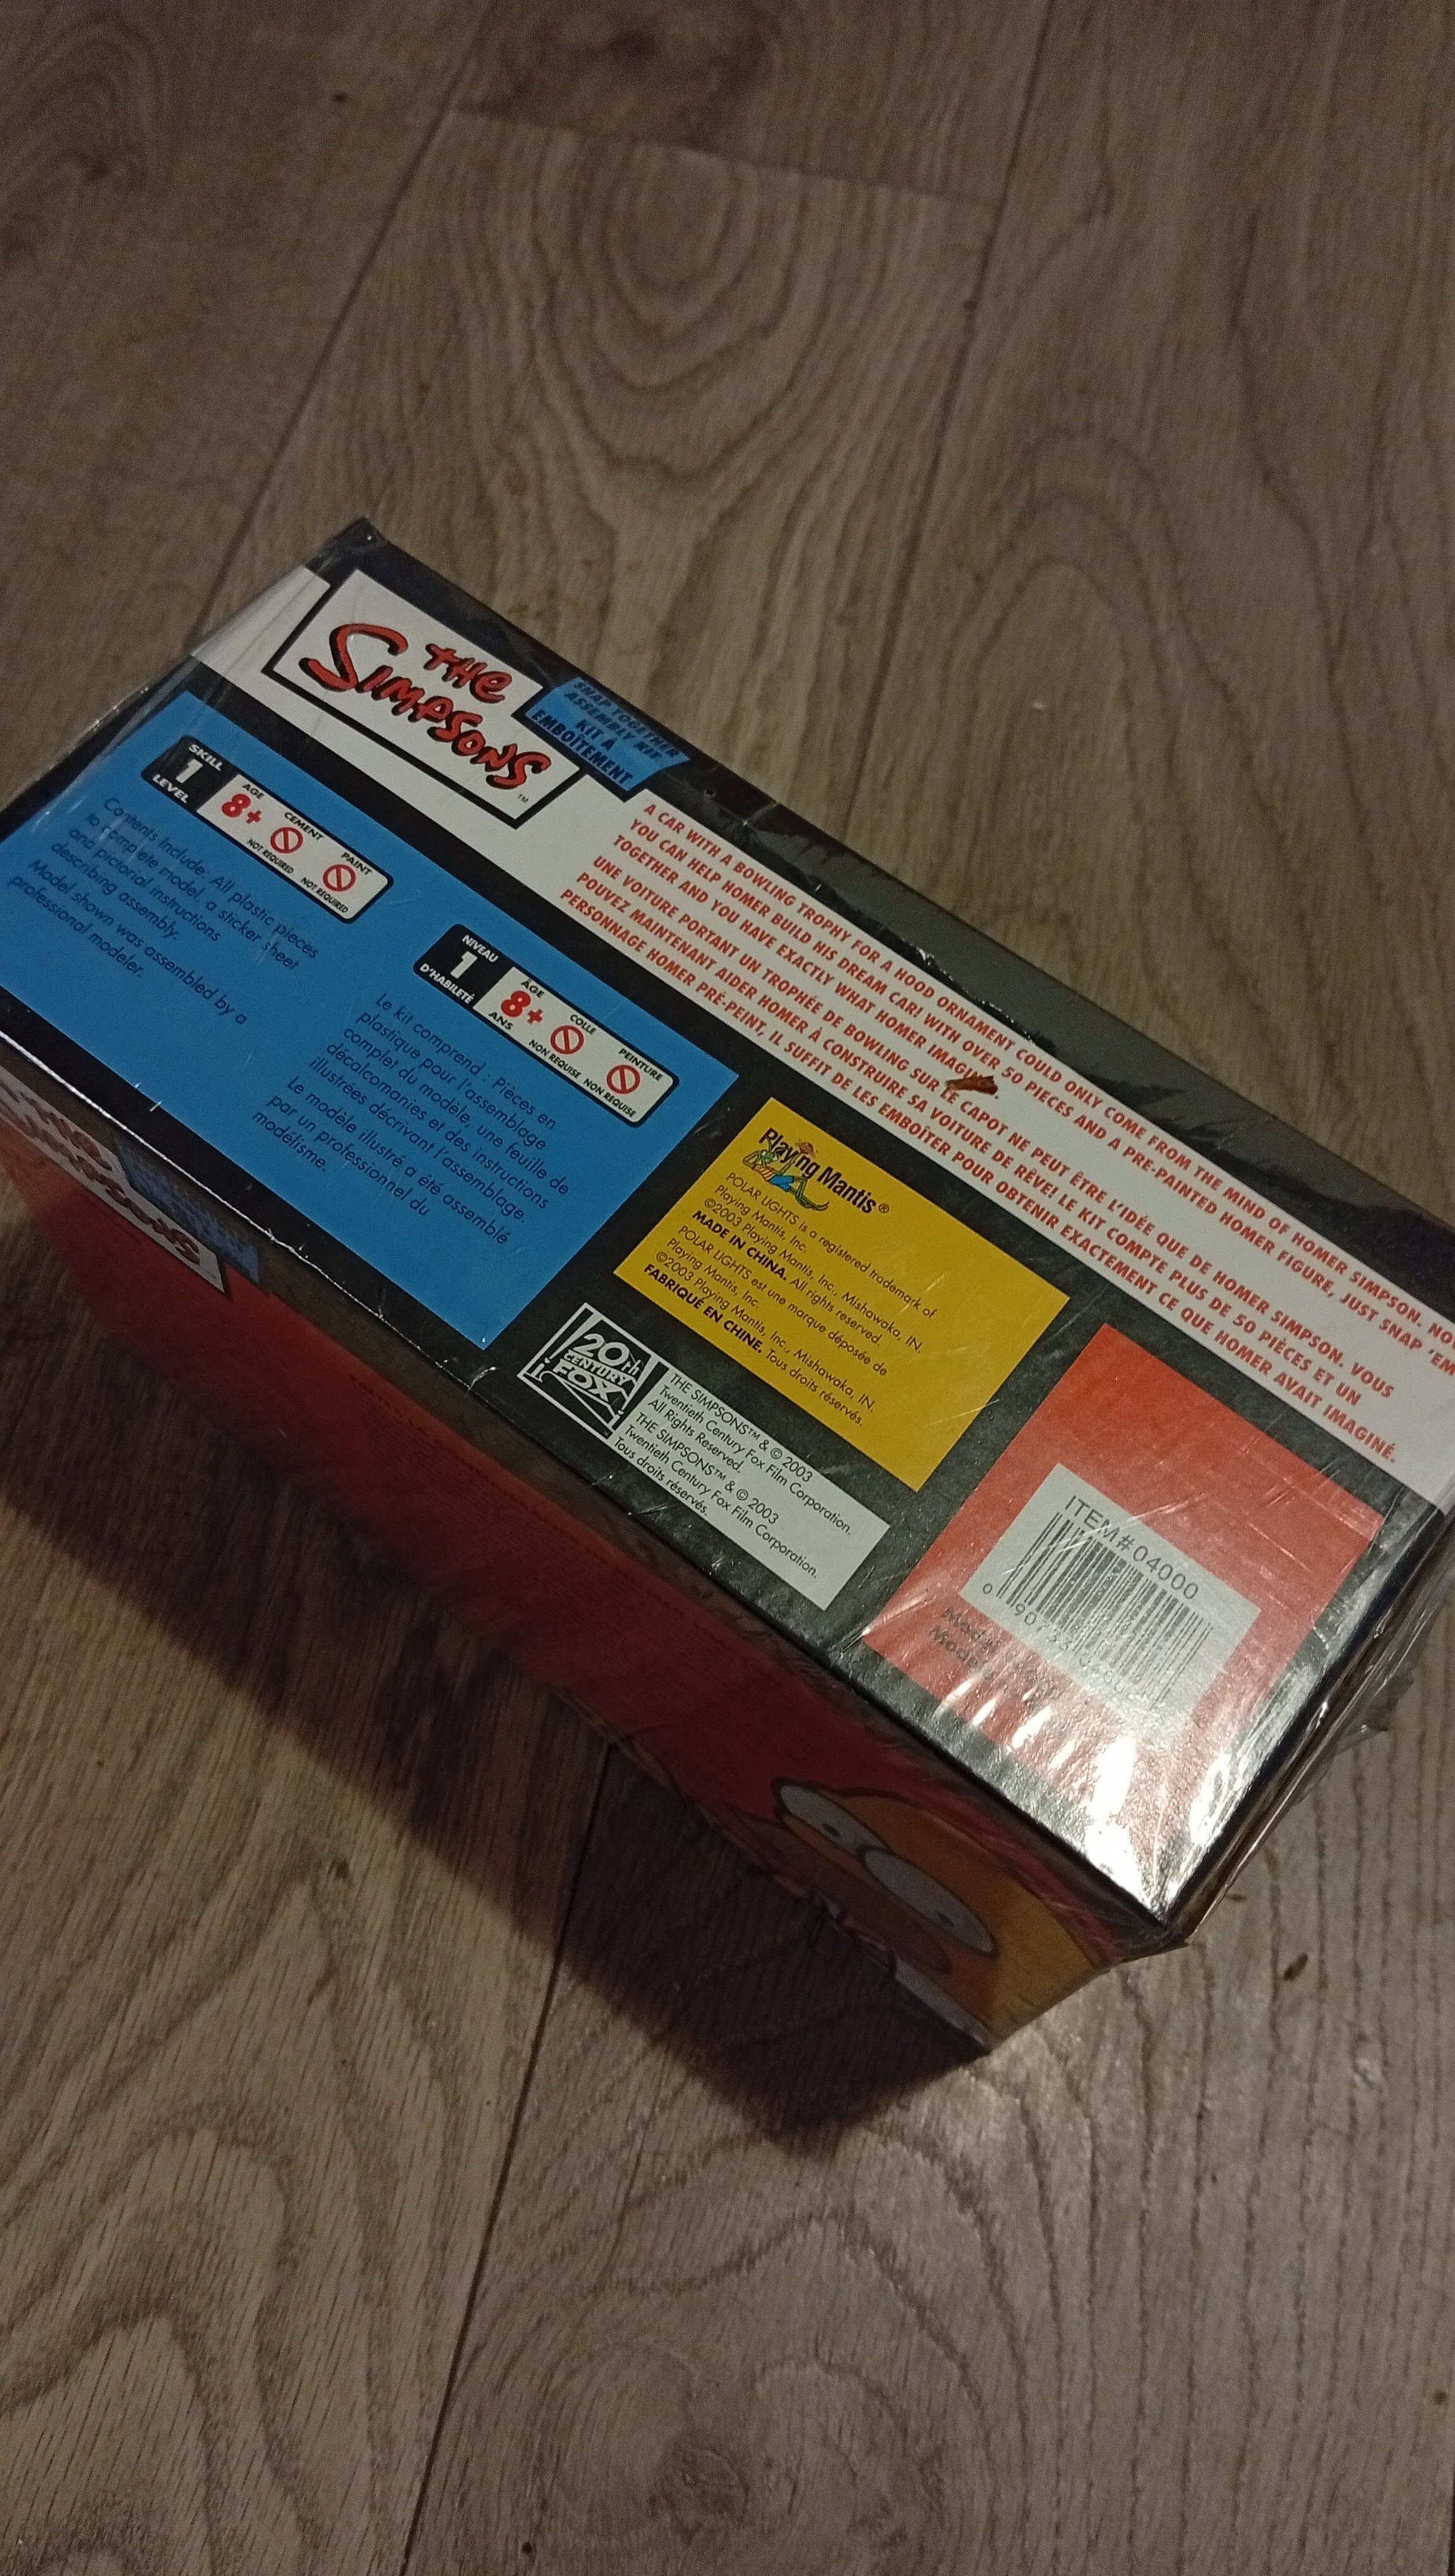 THE
SIMPSONS™
SNAP TOGETHER
ASSEMBLY KIT
KIT À
EMBOÎTEMENT
A CAR WITH A BOWLING TROPHY FOR A HOOD ORNAMENT COULD ONLY COME FROM THE MIND OF HOMER SIMPSON.
YOU CAN HELP HOMER BUILD HIS DREAM CAR! WITH OVER 50 PIECES AND A PRE-PAINTED HOMER FIGURE, JUST SNAP 'EM
TOGETHER AND YOU HAVE EXACTLY WHAT HOMER IMAGINED.
UNE VOITURE PORTANT UN TROPHÉE DE BOWLING SUR LE CAPOT NE PEUT ÊTRE L'IDÉE QUE DE HOMER SIMPSON. VOUS
POUVEZ MAINTENANT AIDER HOMER À CONSTRUIRE SA VOITURE DE RÊVE! LE KIT COMPTE PLUS DE 50 PIÈCES ET UN
PERSONNAGE HOMER PRÉ-PEINT, IL SUFFIT DE LES EMBOÎTER POUR OBTENIR EXACTEMENT CE QUE HOMER AVAIT IMAGINÉ.
SKILL
1
LEVEL
AGE
8+
CEMENT
NOT REQUIRED
PAINT
NOT REQUIRED
Contents Include: All plastic pieces
to complete model, a sticker sheet
and pictorial instructions
describing assembly.
Model shown was assembled by a
professional modeler.
NIVEAU
1
D'HABILETÉ
AGE
8+
ANS
COLLE
NON REQUISE
PEINTURE
NON REQUISE
Le kit comprend : Pièces en
plastique pour l'assemblage
complet du modèle, une feuille de
décalcomanies et des instructions
illustrées décrivant l'assemblage.
Le modèle illustré a été assemblé
par un professionnel du
modélisme.
Playing Mantis®
POLAR LIGHTS is a registered trademark of
Playing Mantis, Inc.
©2003 Playing Mantis, Inc., Mishawaka, IN.
MADE IN CHINA. All rights reserved.
POLAR LIGHTS est une marque déposée de
Playing Mantis, Inc.
©2003 Playing Mantis, Inc., Mishawaka, IN.
FABRIQUÉ EN CHINE. Tous droits réservés.
20th
CENTURY
FOX
THE SIMPSONS™ & © 2003
Twentieth Century Fox Film Corporation.
All Rights Reserved.
THE SIMPSONS™ & © 2003
Twentieth Century Fox Film Corporation.
Tous droits réservés.
ITEM#04000
THE
SIMPSONS